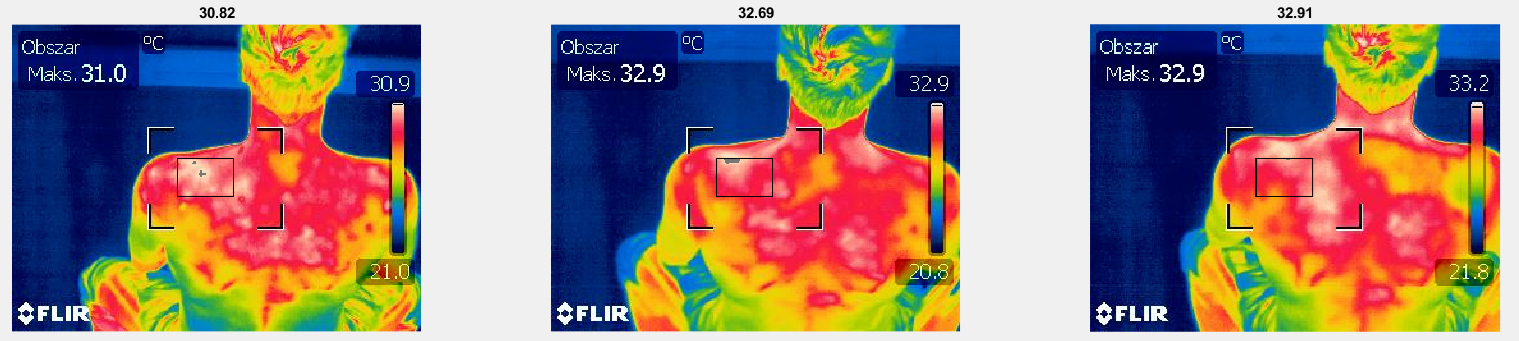 30.82
Obszar °C
Maks. 31.0
30.9
21.0
FLIR
32.69
Obszar °C
Maks. 32.9
32.9
20.8
FLIR
32.91
Obszar °C
Maks. 32.9
33.2
21.8
FLIR